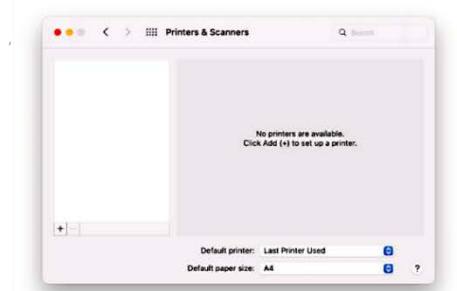 Printers & Scanners
Search
No printers are available.
Click Add (+) to set up a printer.
+ −
Default printer: Last Printer Used
Default paper size: A4
?